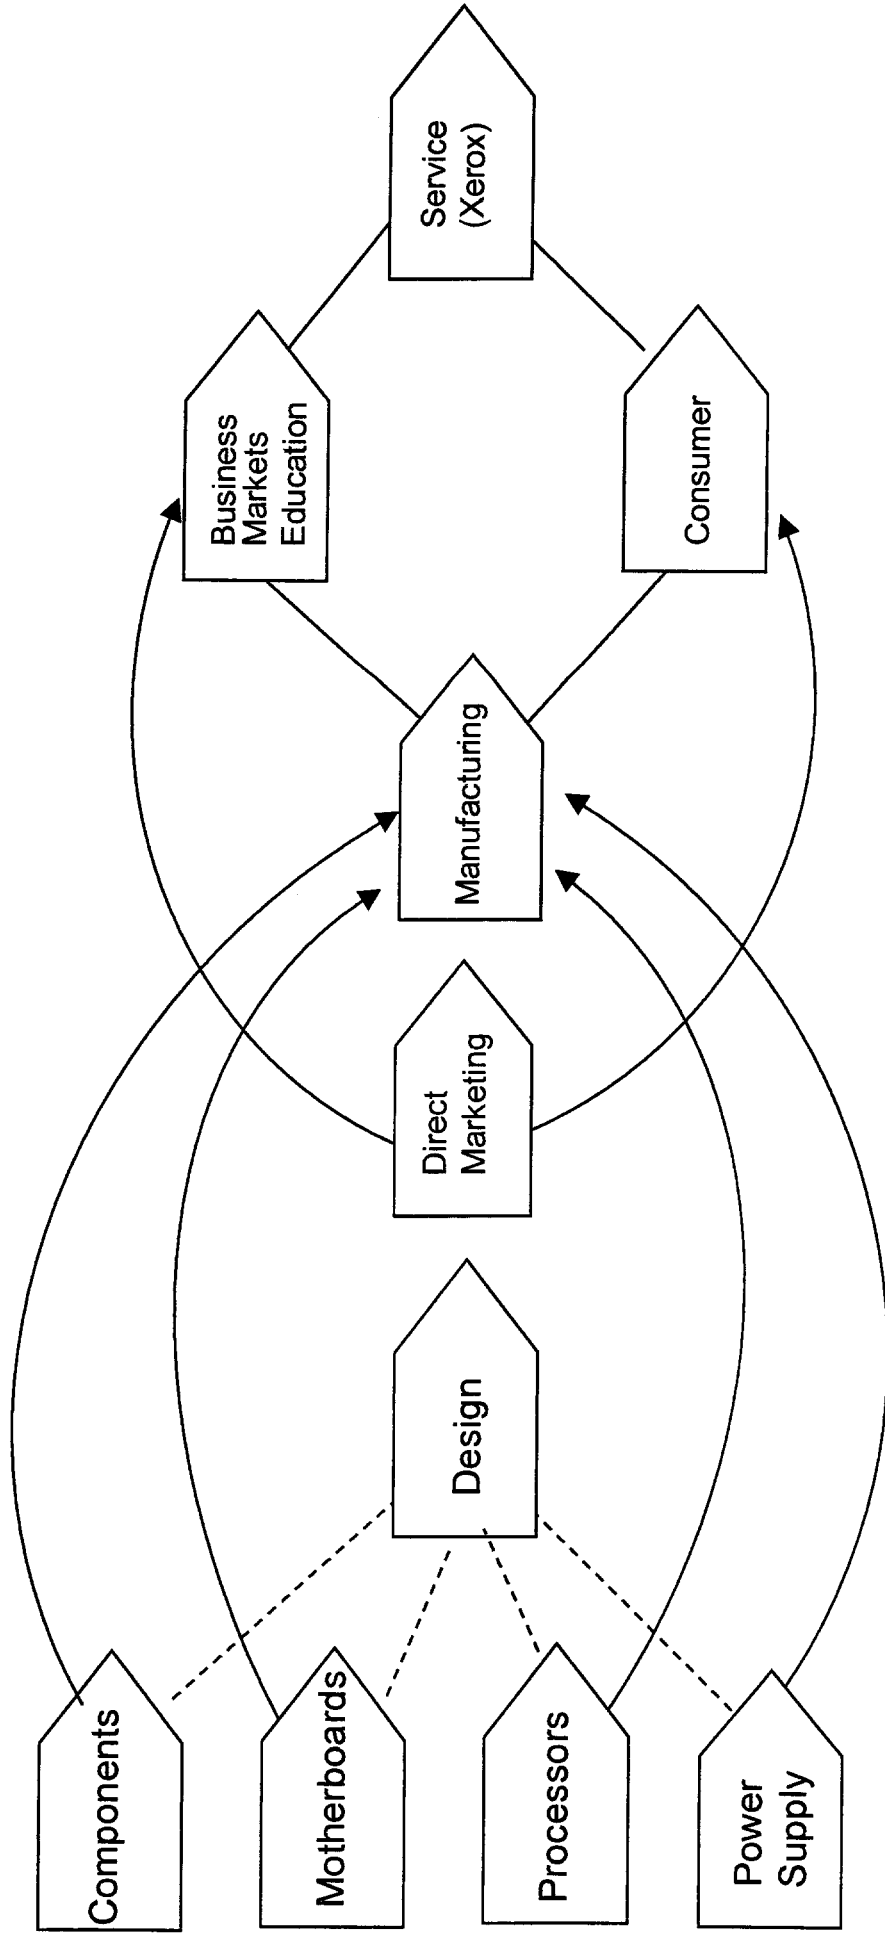 Components
Motherboards
Processors
Power
Supply
Design
Direct
Marketing
Manufacturing
Business
Markets
Education
Consumer
Service
(Xerox)